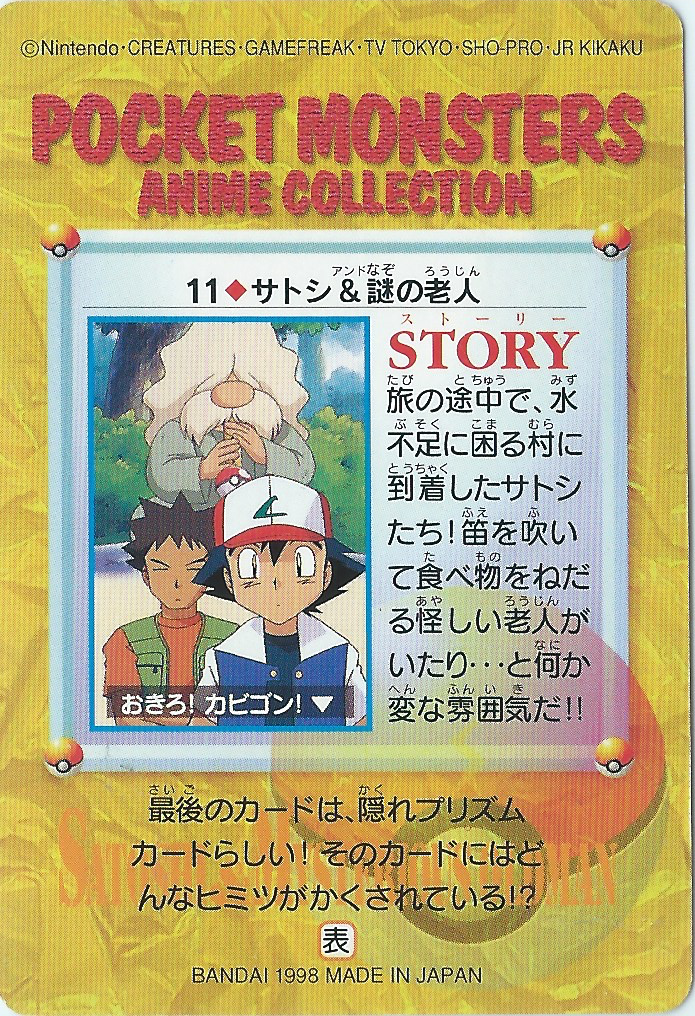 ©Nintendo・CREATURES・GAMEFREAK・TV TOKYO・SHO-PRO・JR KIKAKU
POCKET MONSTERS
ANIME COLLECTION
アンド なぞ ろうじん
11◆サトシ&謎の老人
ストーリー
STORY
たび とちゅう みず
旅の途中で、水
ぶそく こま むら
不足に困る村に
とうちゃく
到着したサトシ
ふえ ふ
たち!笛を吹い
た もの
て食べ物をねだ
あや ろうじん
る怪しい老人が
なに
いたり…と何か
へん ふんいき
変な雰囲気だ!!
おきろ! カビゴン! ▼
さいご かく
最後のカードは、隠れプリズム
カードらしい! そのカードにはど
んなヒミツがかくされている!?
表
BANDAI 1998 MADE IN JAPAN